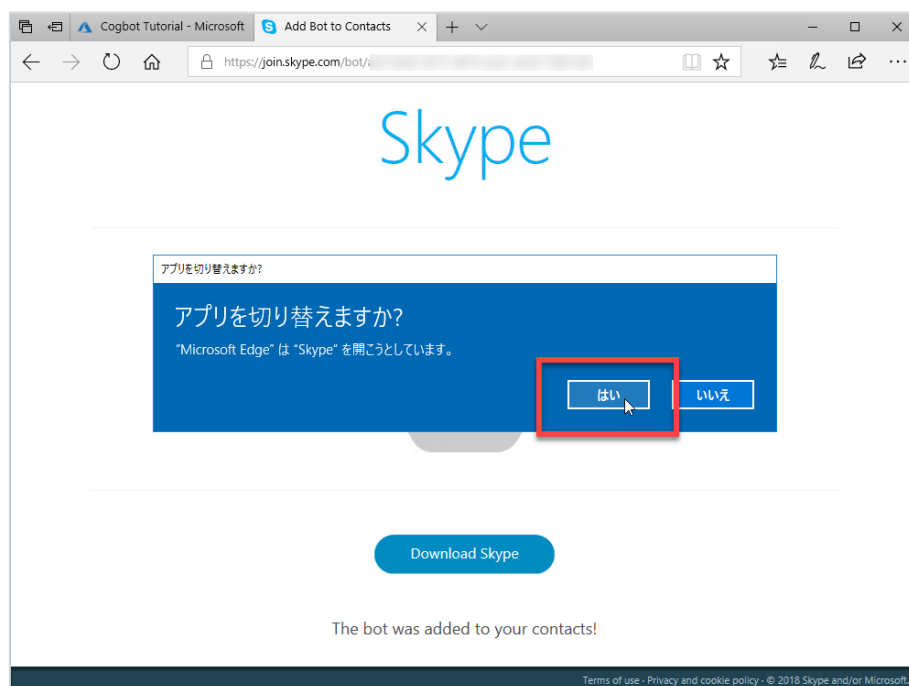 Cogbot Tutorial - Microsoft
Add Bot to Contacts
https://join.skype.com/bot/
Skype
アプリを切り替えますか?
アプリを切り替えますか?
"Microsoft Edge" は "Skype" を開こうとしています。
はい
いいえ
Download Skype
The bot was added to your contacts!
Terms of use - Privacy and cookie policy - © 2018 Skype and/or Microsoft.